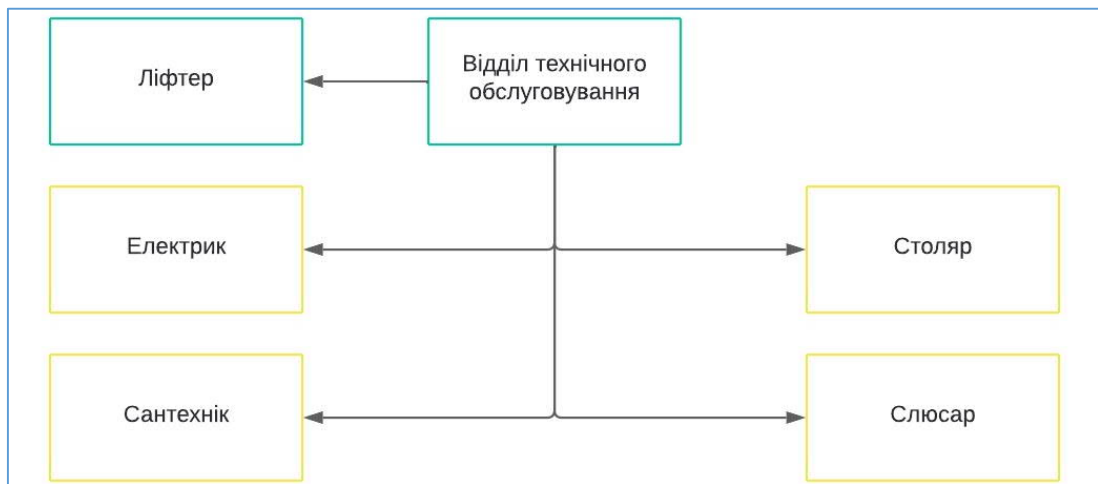 Ліфтер
Відділ технічного
обслуговування
Електрик
Столяр
Сантехнік
Слюсар